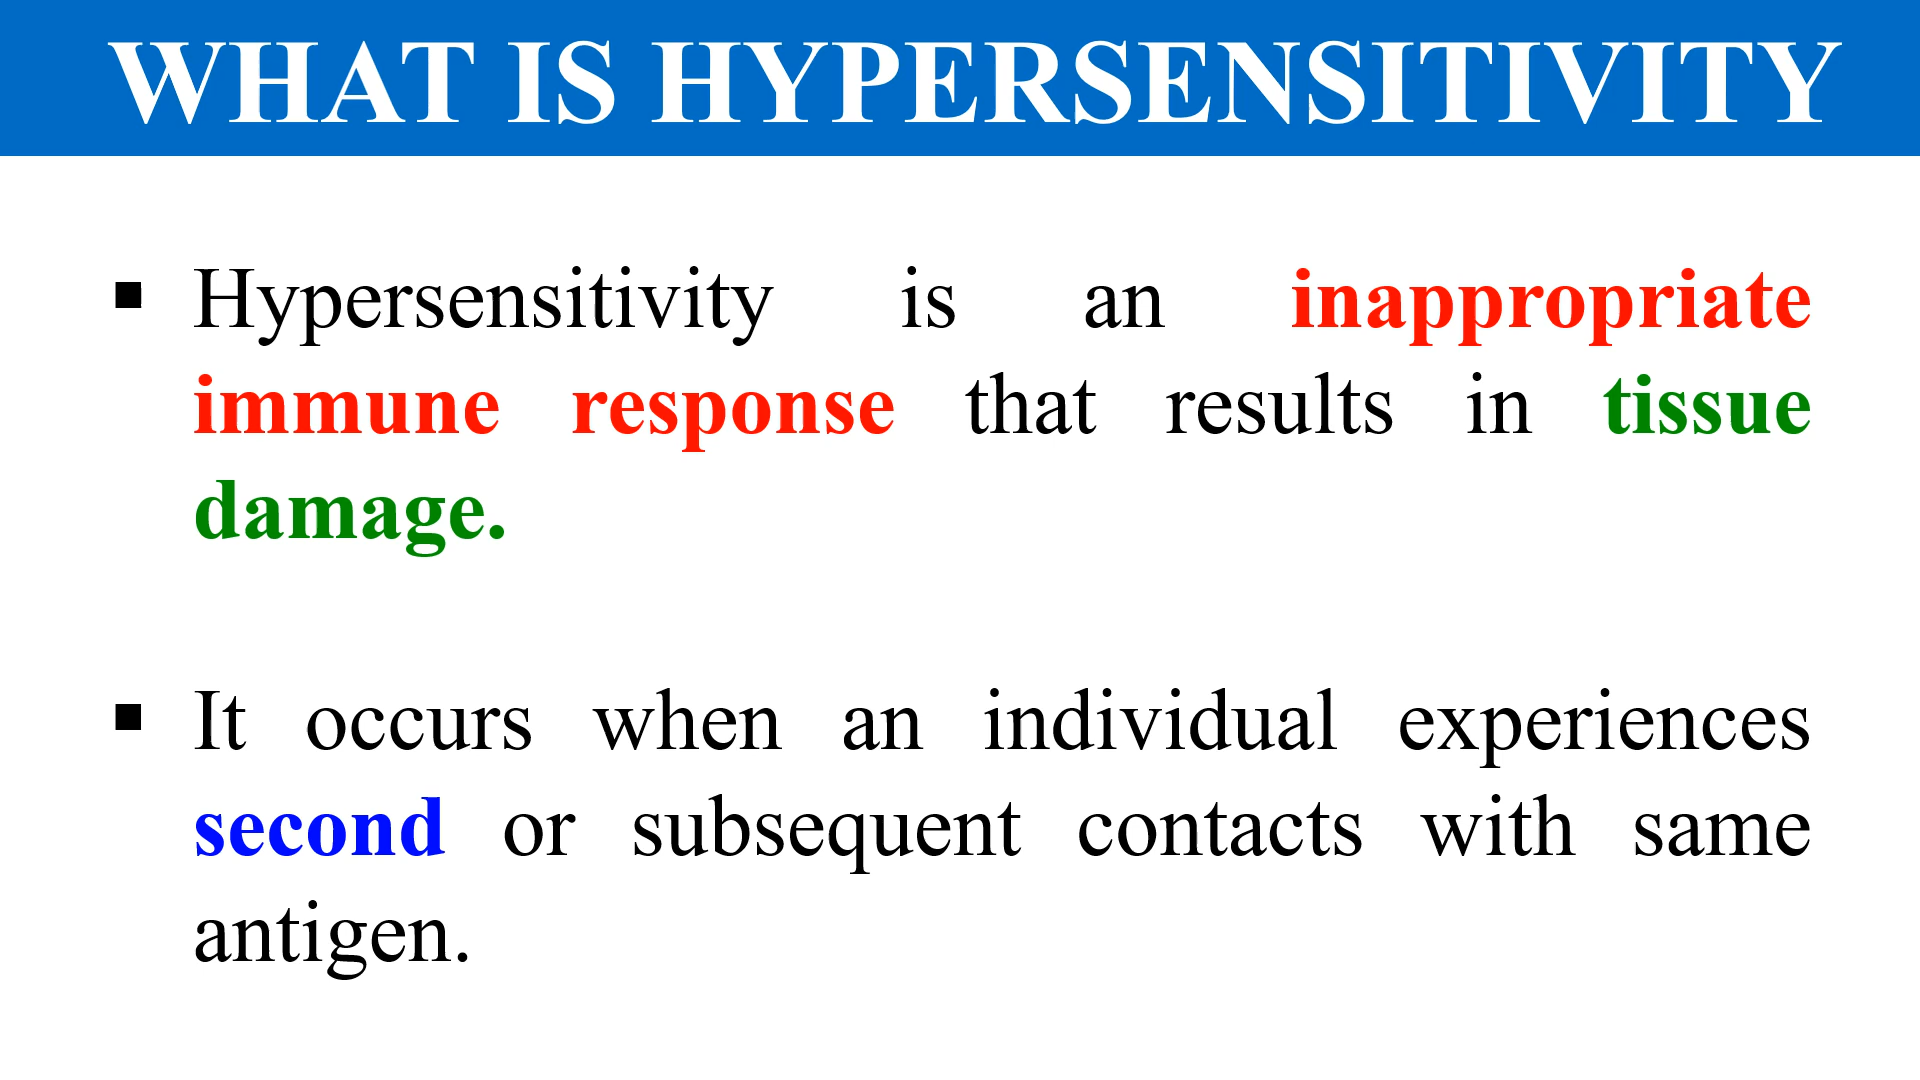 WHAT IS HYPERSENSITIVITY
▪ Hypersensitivity is an inappropriate
immune response that results in tissue
damage.
▪ It occurs when an individual experiences
second or subsequent contacts with same
antigen.